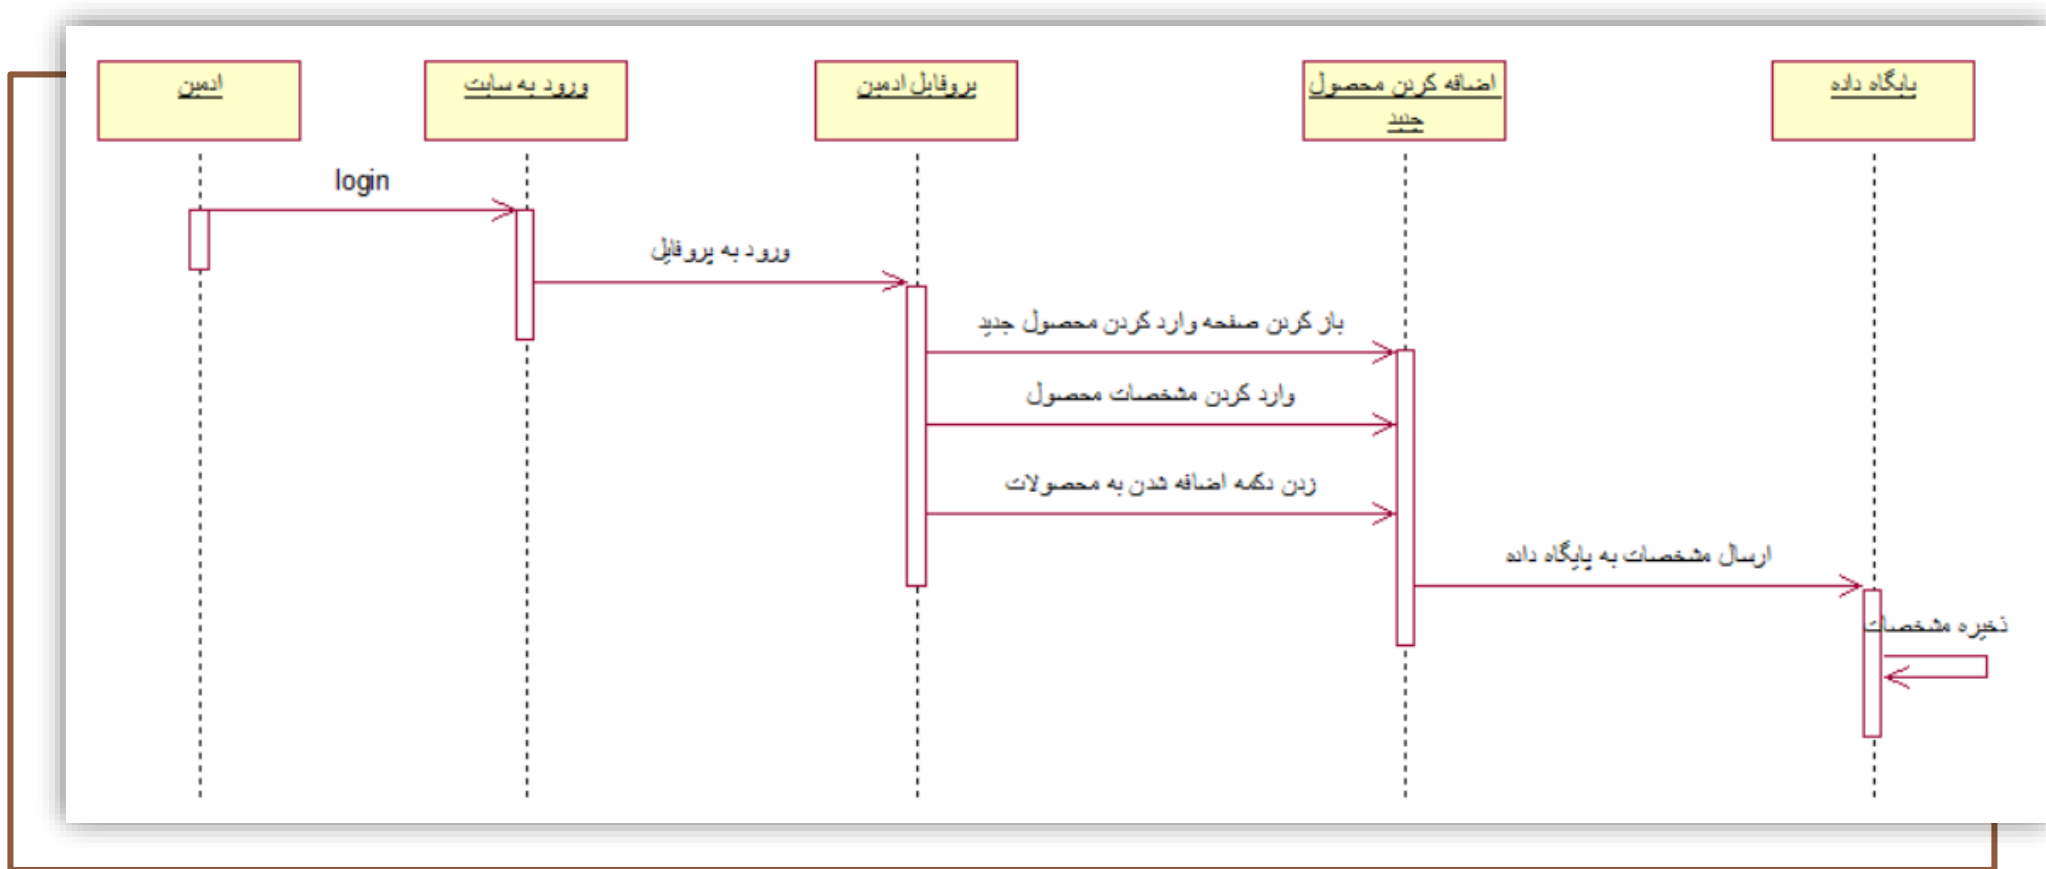 ادمین
ورود به سایت
پروفایل ادمین
اضافه کردن محصول
جدید
پایگاه داده
login
ورود به پروفایل
باز کردن صفحه وارد کردن محصول جدید
وارد کردن مشخصات محصول
زدن دکمه اضافه شدن به محصولات
ارسال مشخصات به پایگاه داده
ذخیره مشخصات